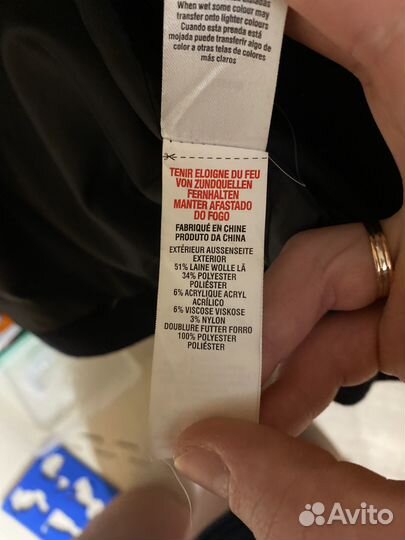 When wet some colour may
transfer onto lighter colours
Cuando esta prenda está
mojada puede transferir algo de
color a otras telas de colores
más claros
TENIR ELOIGNE DU FEU
VON ZUNDQUELLEN
FERNHALTEN
MANTER AFASTADO
DO FOGO
FABRIQUÉ EN CHINE
PRODUTO DA CHINA
EXTÉRIEUR AUSSENSEITE
EXTERIOR
51% LAINE WOLLE LÃ
34% POLYESTER
POLIÉSTER
6% ACRYLIQUE ACRYL
ACRÍLICO
6% VISCOSE VISKOSE
3% NYLON
DOUBLURE FUTTER FORRO
100% POLYESTER
POLIÉSTER
Avito